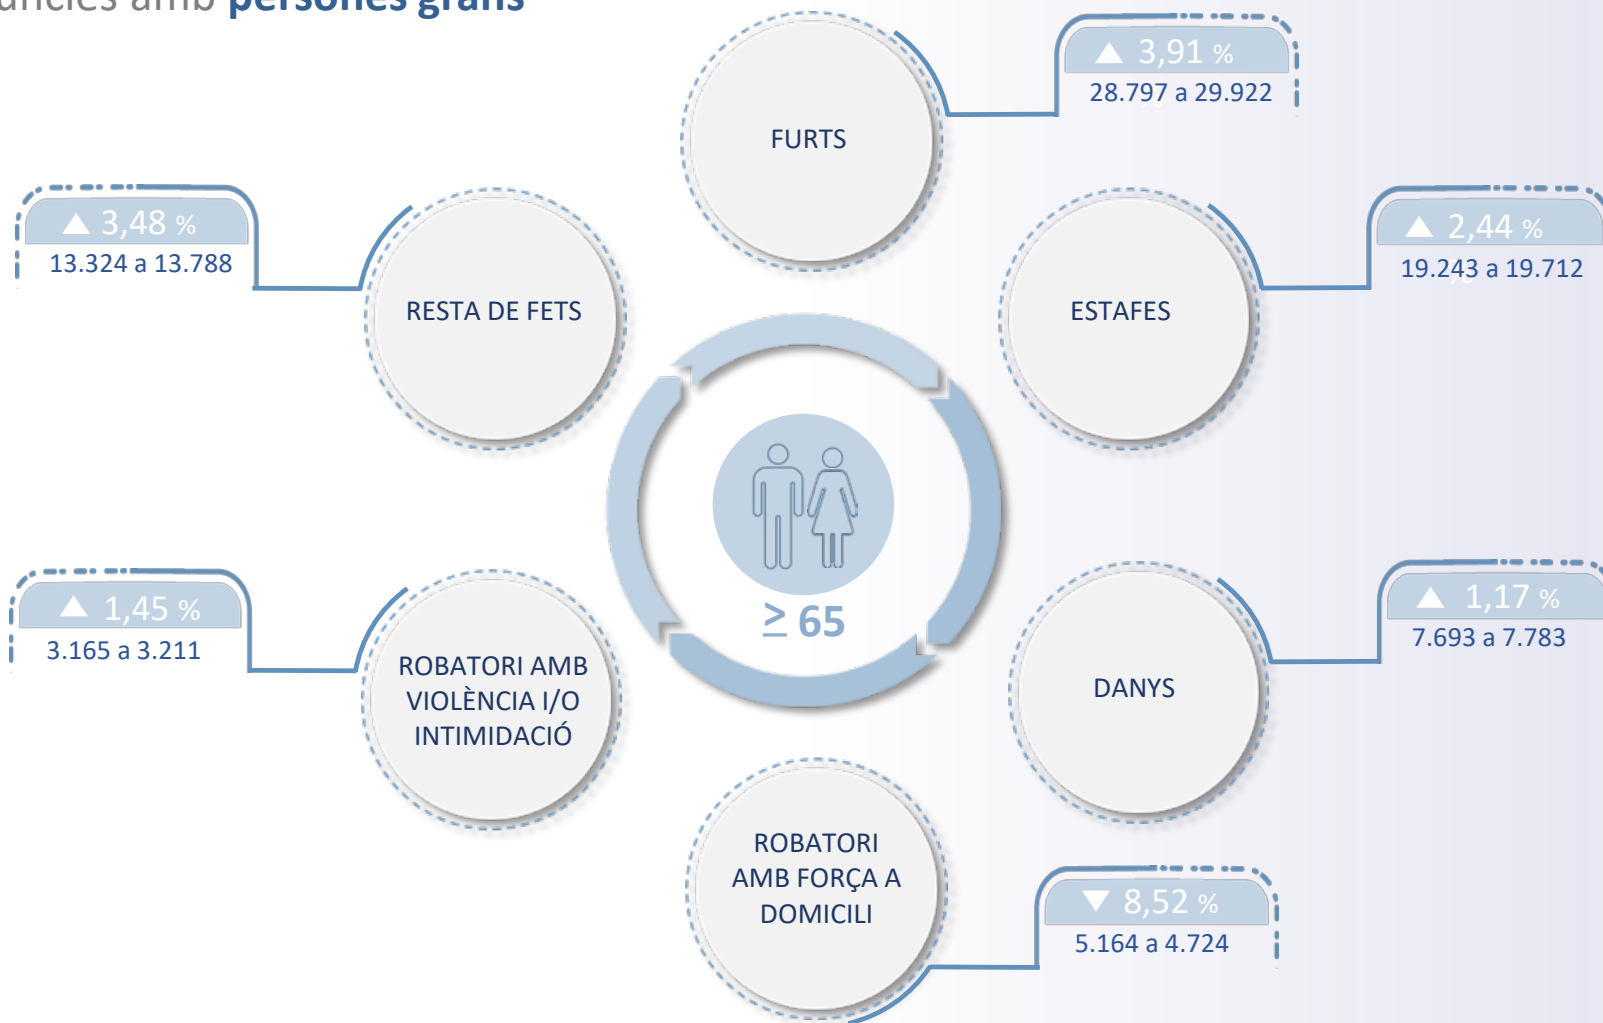 amb persones grans
▲ 3,91 %
28.797 a 29.922
FURTS
▲ 3,48 %
13.324 a 13.788
▲ 2,44 %
19.243 a 19.712
RESTA DE FETS
ESTAFES
≥ 65
▲ 1,45 %
3.165 a 3.211
▲ 1,17 %
7.693 a 7.783
ROBATORI AMB
VIOLÈNCIA I/O
INTIMIDACIÓ
DANYS
ROBATORI
AMB FORÇA A
DOMICILI
▼ 8,52 %
5.164 a 4.724